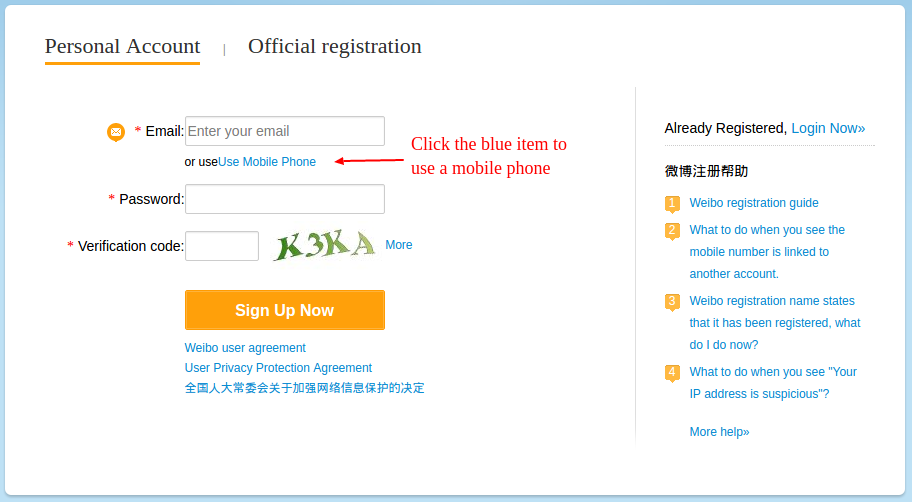 Personal Account | Official registration
* Email: Enter your email
or useUse Mobile Phone
Click the blue item to
use a mobile phone
* Password:
* Verification code: K3KA More
Sign Up Now
Weibo user agreement
User Privacy Protection Agreement
全国人大常委会关于加强网络信息保护的决定
Already Registered, Login Now»
微博注册帮助
1 Weibo registration guide
2 What to do when you see the
mobile number is linked to
another account.
3 Weibo registration name states
that it has been registered, what
do I do now?
4 What to do when you see "Your
IP address is suspicious"?
More help»